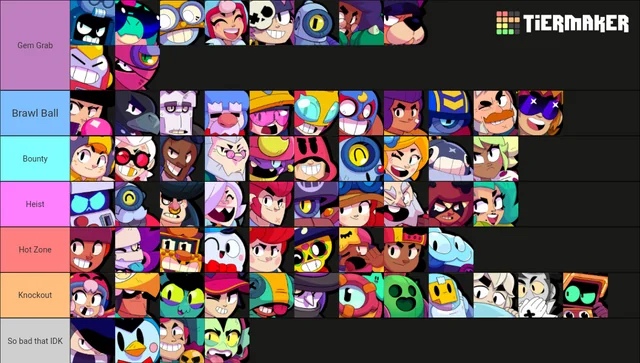 Gem Grab
TIERMAKER
Brawl Ball
Bounty
Heist
Hot Zone
Knockout
So bad that IDK